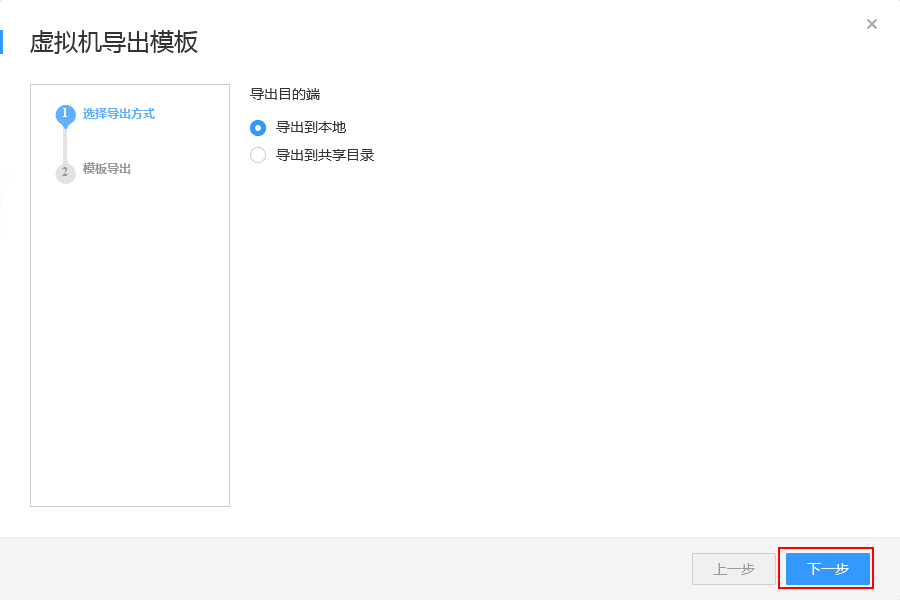 虚拟机导出模板
1 选择导出方式
2 模板导出
导出目的端
导出到本地
导出到共享目录
上一步
下一步